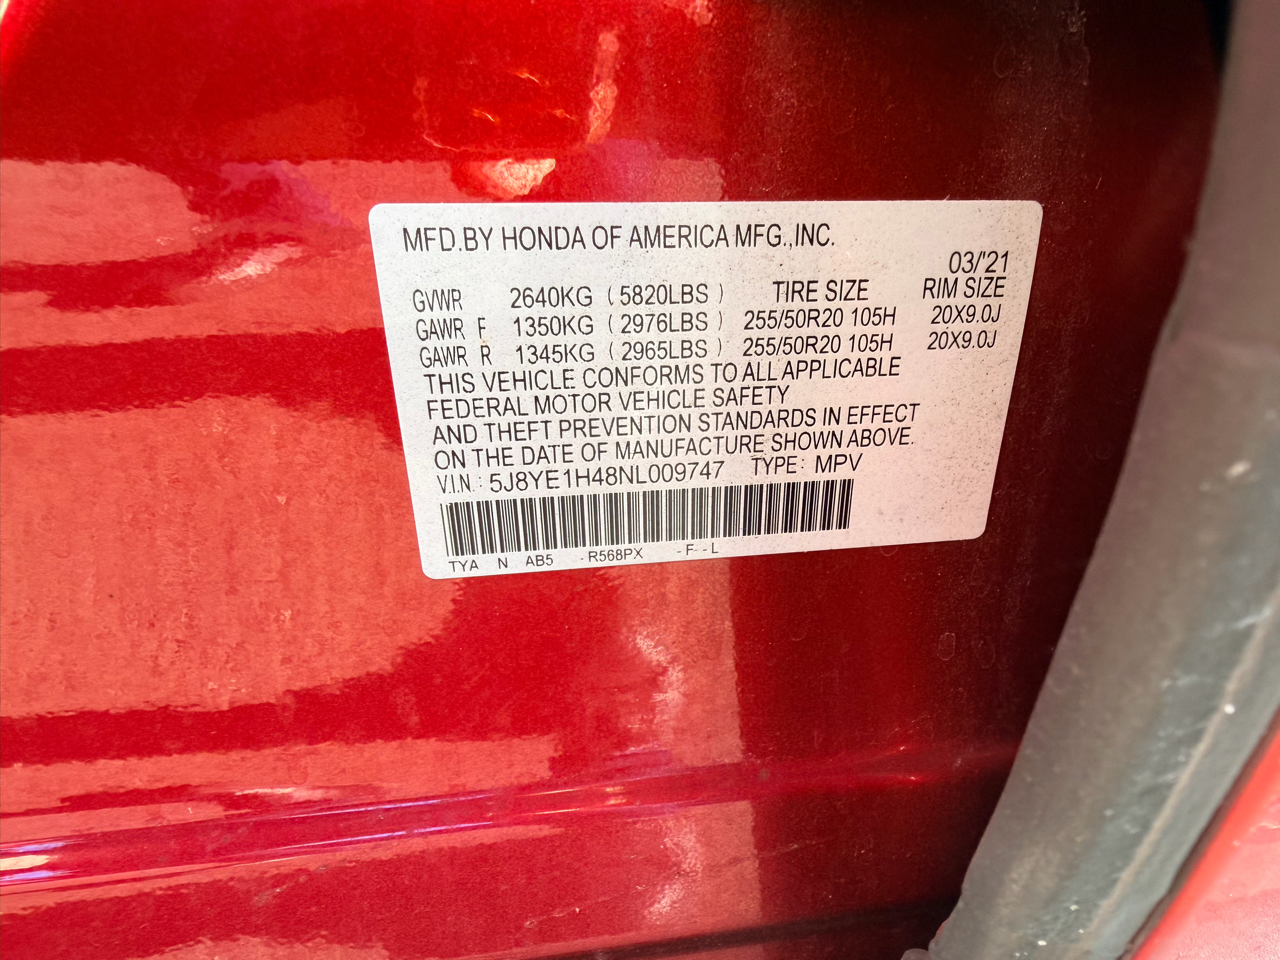 MFD.BY HONDA OF AMERICA MFG.,INC.
03/'21
GVWR 2640KG (5820LBS) TIRE SIZE RIM SIZE
GAWR F 1350KG (2976LBS) 255/50R20 105H 20X9.0J
GAWR R 1345KG (2965LBS) 255/50R20 105H 20X9.0J
THIS VEHICLE CONFORMS TO ALL APPLICABLE
FEDERAL MOTOR VEHICLE SAFETY
AND THEFT PREVENTION STANDARDS IN EFFECT
ON THE DATE OF MANUFACTURE SHOWN ABOVE.
V.I.N.: 5J8YE1H48NL009747 TYPE: MPV
TYA N AB5 -R568PX -F--L